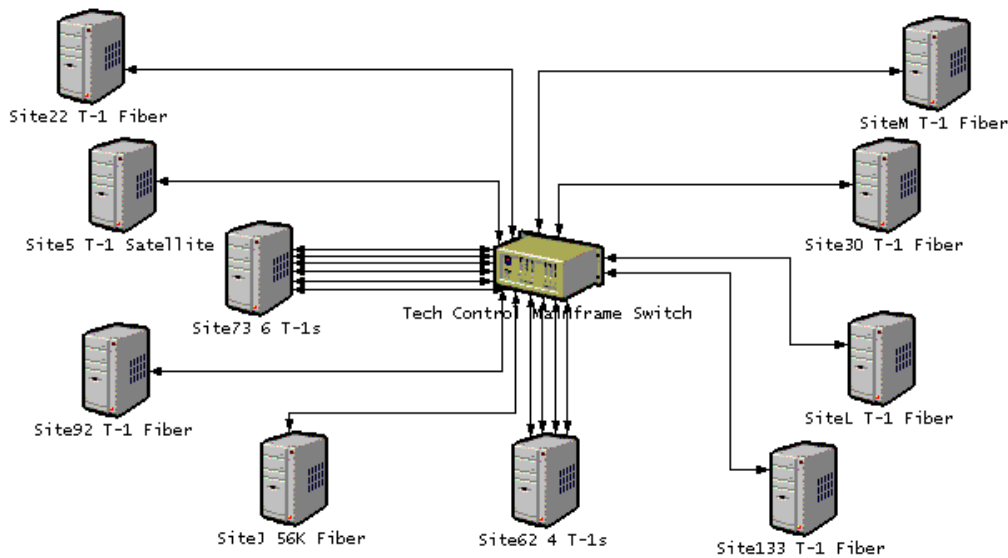 Site22 T-1 Fiber
SiteM T-1 Fiber
Site5 T-1 Satellite
Site30 T-1 Fiber
Tech Control Mainframe Switch
Site73 6 T-1s
Site92 T-1 Fiber
SiteL T-1 Fiber
SiteJ 56K Fiber
Site62 4 T-1s
Site133 T-1 Fiber